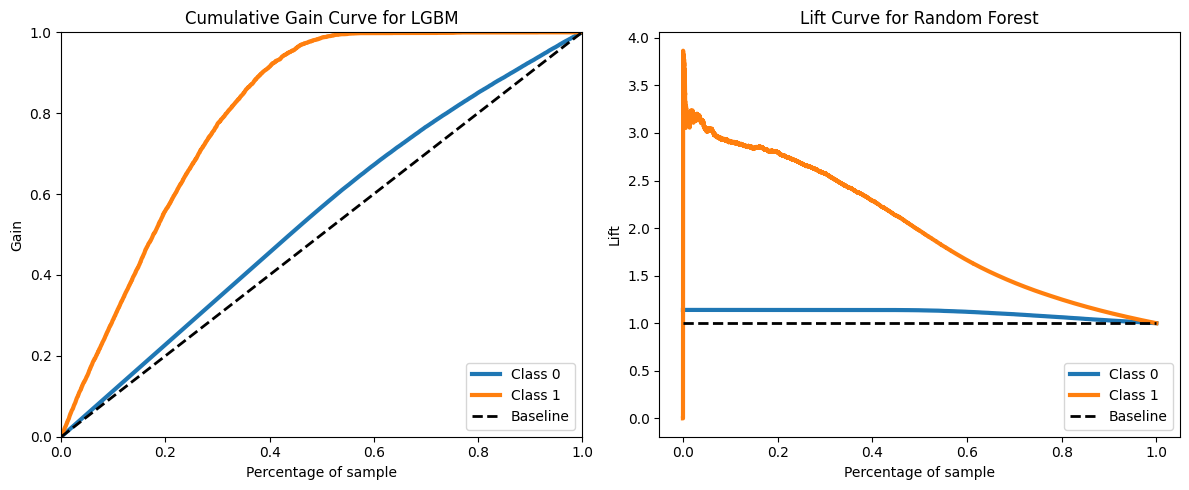 Cumulative Gain Curve for LGBM
1.0
0.8
0.6
0.4
0.2
0.0
Gain
0.0 0.2 0.4 0.6 0.8 1.0
Percentage of sample
Class 0
Class 1
Baseline
Lift Curve for Random Forest
4.0
3.5
3.0
2.5
2.0
1.5
1.0
0.5
0.0
Lift
0.0 0.2 0.4 0.6 0.8 1.0
Percentage of sample
Class 0
Class 1
Baseline